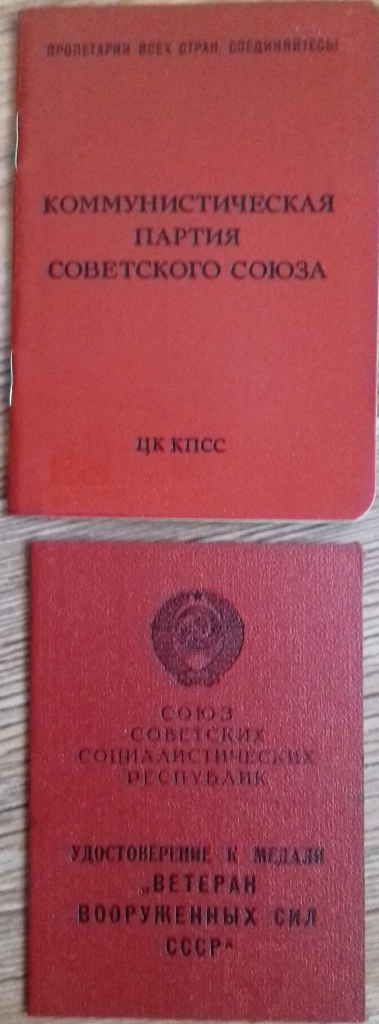 ПРОЛЕТАРИИ ВСЕХ СТРАН, СОЕДИНЯЙТЕСЬ!
КОММУНИСТИЧЕСКАЯ
ПАРТИЯ
СОВЕТСКОГО СОЮЗА
ЦК КПСС
СОЮЗ
СОВЕТСКИХ
СОЦИАЛИСТИЧЕСКИХ
РЕСПУБЛИК
УДОСТОВЕРЕНИЕ К МЕДАЛИ
„ВЕТЕРАН
ВООРУЖЕННЫХ СИЛ
СССР“